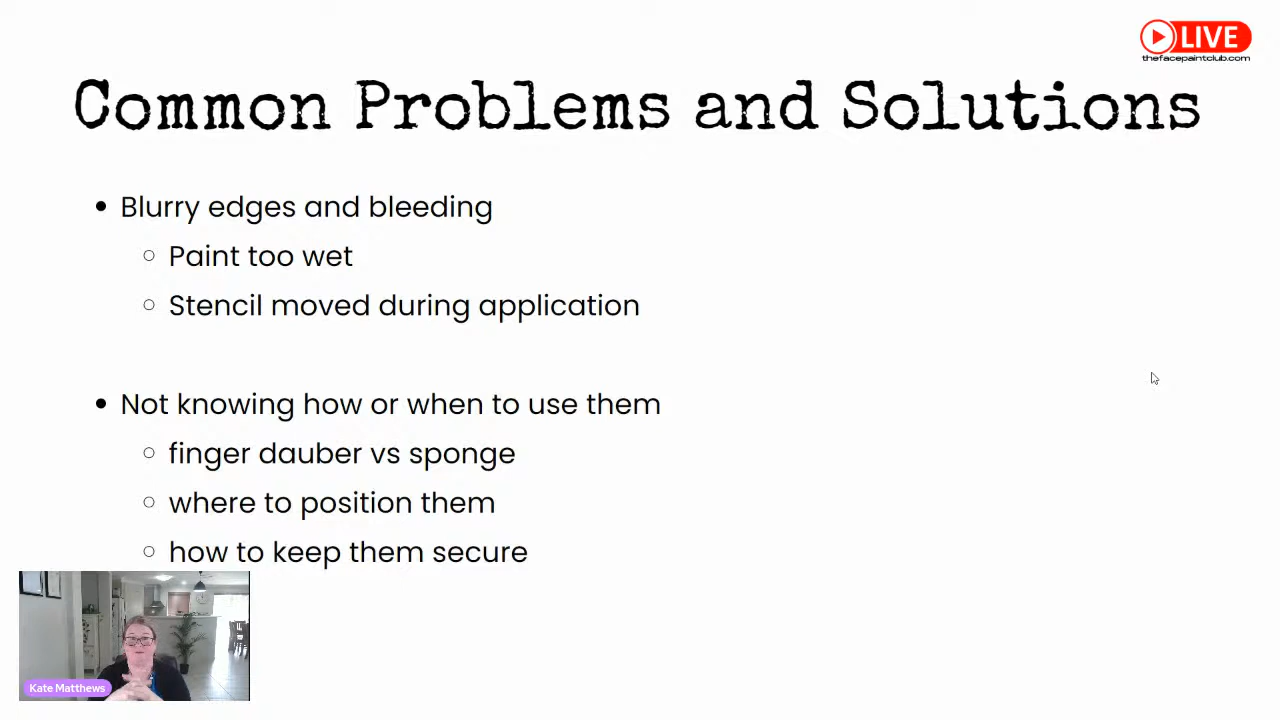 LIVE
thefacepaintclub.com
Common Problems and Solutions
Blurry edges and bleeding
Paint too wet
Stencil moved during application
Not knowing how or when to use them
finger dauber vs sponge
where to position them
how to keep them secure
Kate Matthews